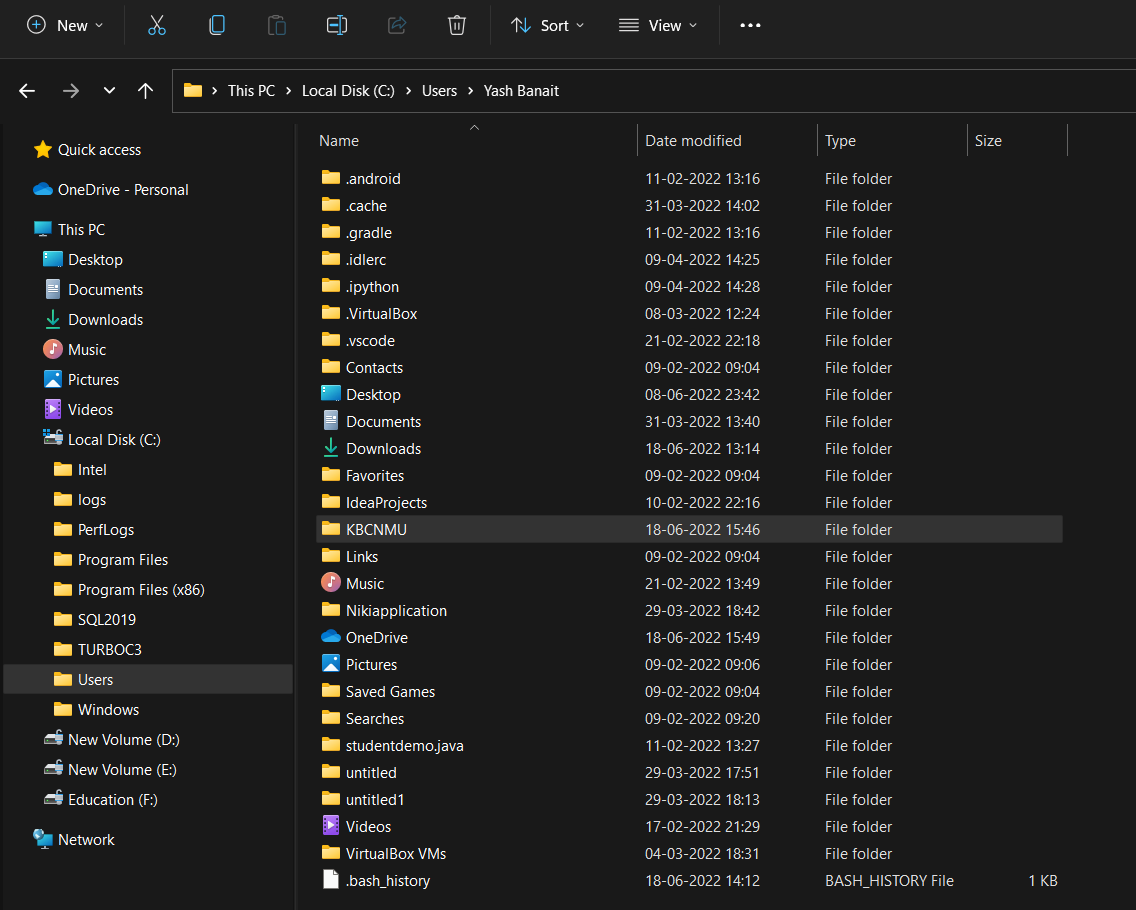 New Sort View
This PC Local Disk (C:) Users Yash Banait
Quick access
OneDrive - Personal
This PC
Desktop
Documents
Downloads
Music
Pictures
Videos
Local Disk (C:)
Intel
logs
PerfLogs
Program Files
Program Files (x86)
SQL2019
TURBOC3
Users
Windows
New Volume (D:)
New Volume (E:)
Education (F:)
Network
Name Date modified Type Size
.android 11-02-2022 13:16 File folder
.cache 31-03-2022 14:02 File folder
.gradle 11-02-2022 13:16 File folder
.idlerc 09-04-2022 14:25 File folder
.ipython 09-04-2022 14:28 File folder
.VirtualBox 08-03-2022 12:24 File folder
.vscode 21-02-2022 22:18 File folder
Contacts 09-02-2022 09:04 File folder
Desktop 08-06-2022 23:42 File folder
Documents 31-03-2022 13:40 File folder
Downloads 18-06-2022 13:14 File folder
Favorites 09-02-2022 09:04 File folder
IdeaProjects 10-02-2022 22:16 File folder
KBCNMU 18-06-2022 15:46 File folder
Links 09-02-2022 09:04 File folder
Music 21-02-2022 13:49 File folder
Nikiapplication 29-03-2022 18:42 File folder
OneDrive 18-06-2022 15:49 File folder
Pictures 09-02-2022 09:06 File folder
Saved Games 09-02-2022 09:04 File folder
Searches 09-02-2022 09:20 File folder
studentdemo.java 11-02-2022 13:27 File folder
untitled 29-03-2022 17:51 File folder
untitled1 29-03-2022 18:13 File folder
Videos 17-02-2022 21:29 File folder
VirtualBox VMs 04-03-2022 18:31 File folder
.bash_history 18-06-2022 14:12 BASH_HISTORY File 1 KB